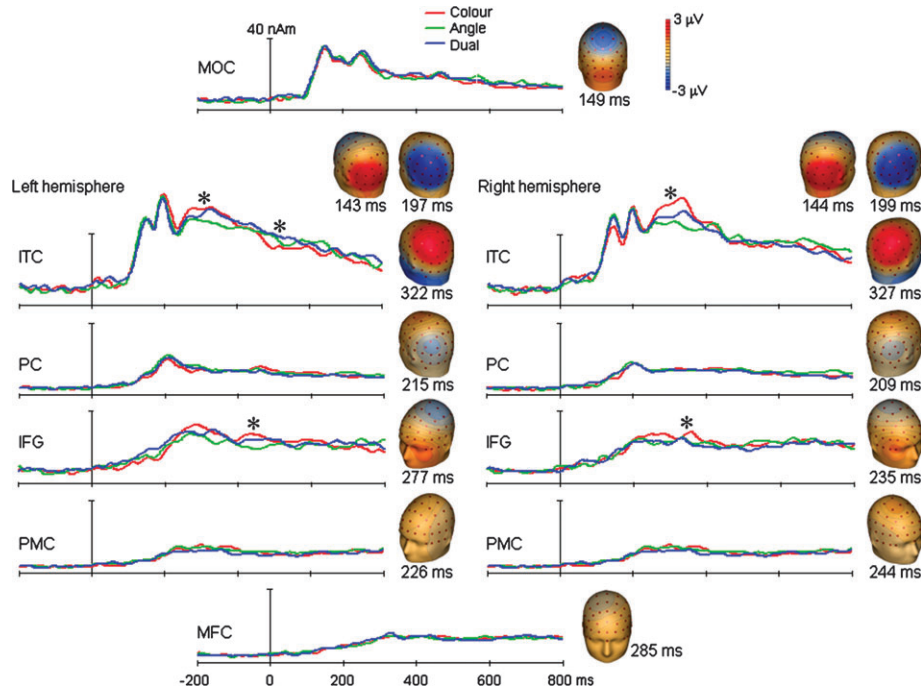 40 nAm
Colour
Angle
Dual
3 µV
-3 µV
MOC
149 ms
Left hemisphere
143 ms
197 ms
*
*
ITC
322 ms
PC
215 ms
IFG
*
277 ms
PMC
226 ms
Right hemisphere
144 ms
199 ms
*
ITC
327 ms
PC
209 ms
IFG
*
235 ms
PMC
244 ms
MFC
285 ms
-200 0 200 400 600 800 ms